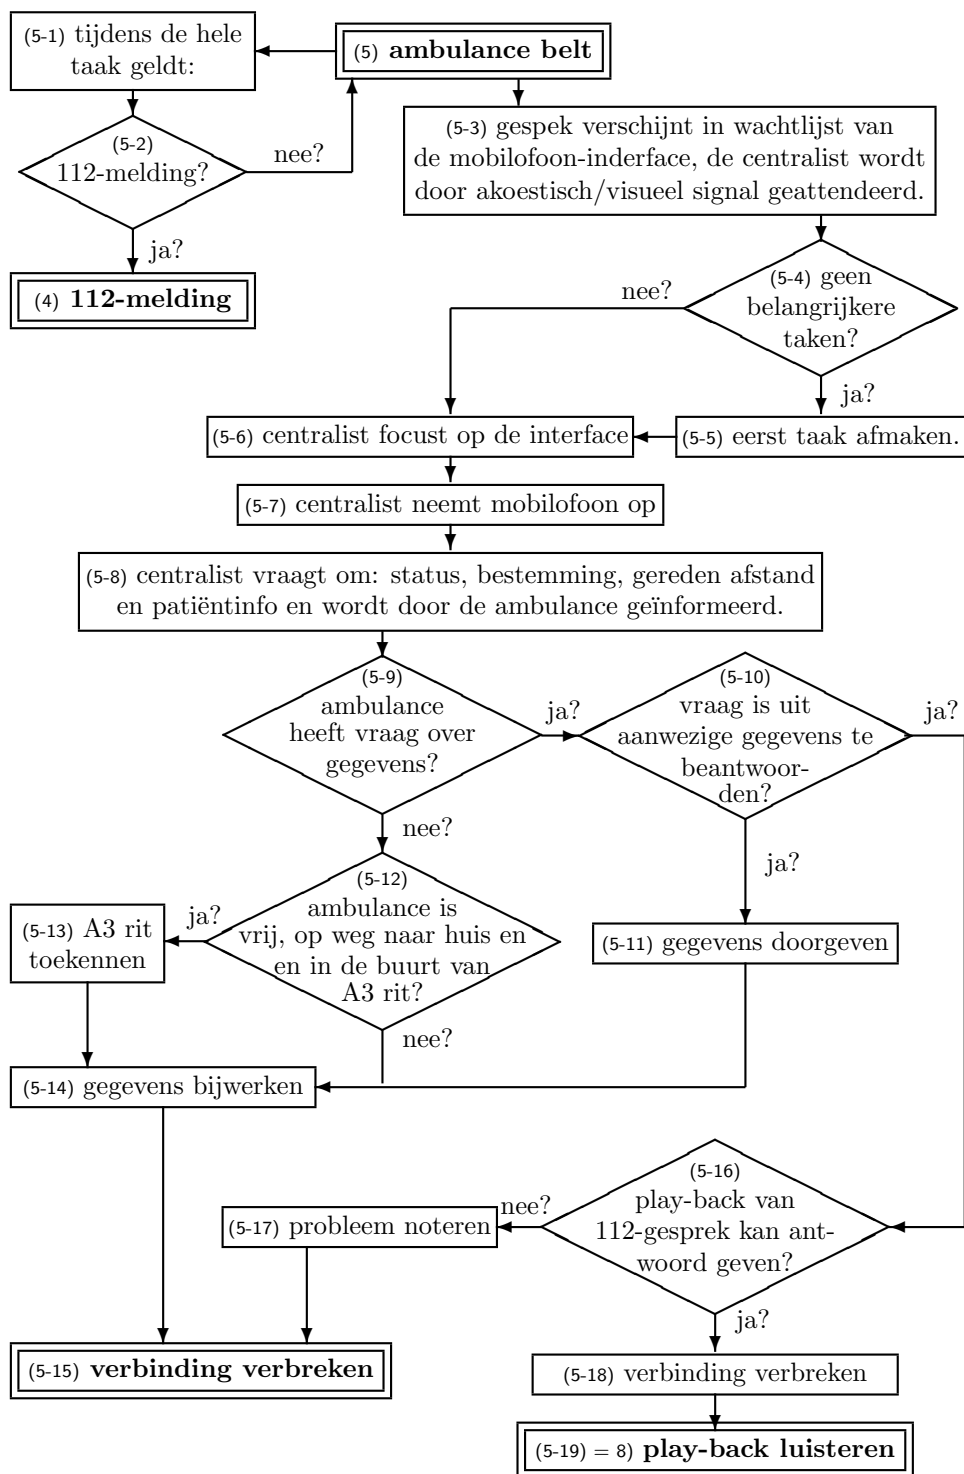 (5-1) tijdens de hele
taak geldt:
(5) ambulance belt
(5-2)
112-melding?
nee?
ja?
(4) 112-melding
(5-3) gespek verschijnt in wachtlijst van
de mobilofoon-inderface, de centralist wordt
door akoestisch/visueel signal geattendeerd.
(5-4) geen
belangrijkere
taken?
nee?
ja?
(5-6) centralist focust op de interface
(5-5) eerst taak afmaken.
(5-7) centralist neemt mobilofoon op
(5-8) centralist vraagt om: status, bestemming, gereden afstand
en patiëntinfo en wordt door de ambulance geïnformeerd.
(5-9)
ambulance
heeft vraag over
gegevens?
ja?
(5-10)
vraag is uit
aanwezige gegevens te
beantwoor-
den?
ja?
nee?
ja?
(5-12)
ambulance is
vrij, op weg naar huis en
en in de buurt van
A3 rit?
ja?
(5-13) A3 rit
toekennen
(5-11) gegevens doorgeven
nee?
(5-14) gegevens bijwerken
(5-16)
play-back van
112-gesprek kan ant-
woord geven?
nee?
(5-17) probleem noteren
ja?
(5-15) verbinding verbreken
(5-18) verbinding verbreken
(5-19) = 8) play-back luisteren